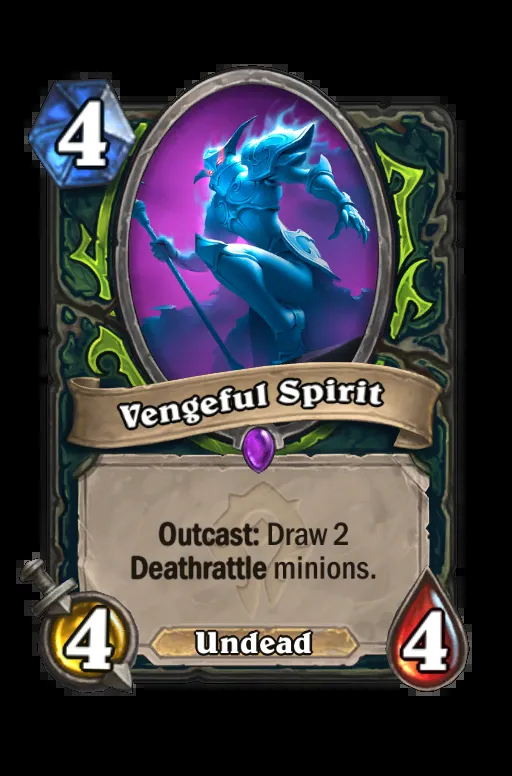 4
Vengeful Spirit
Outcast: Draw 2
Deathrattle minions.
4
Undead
4